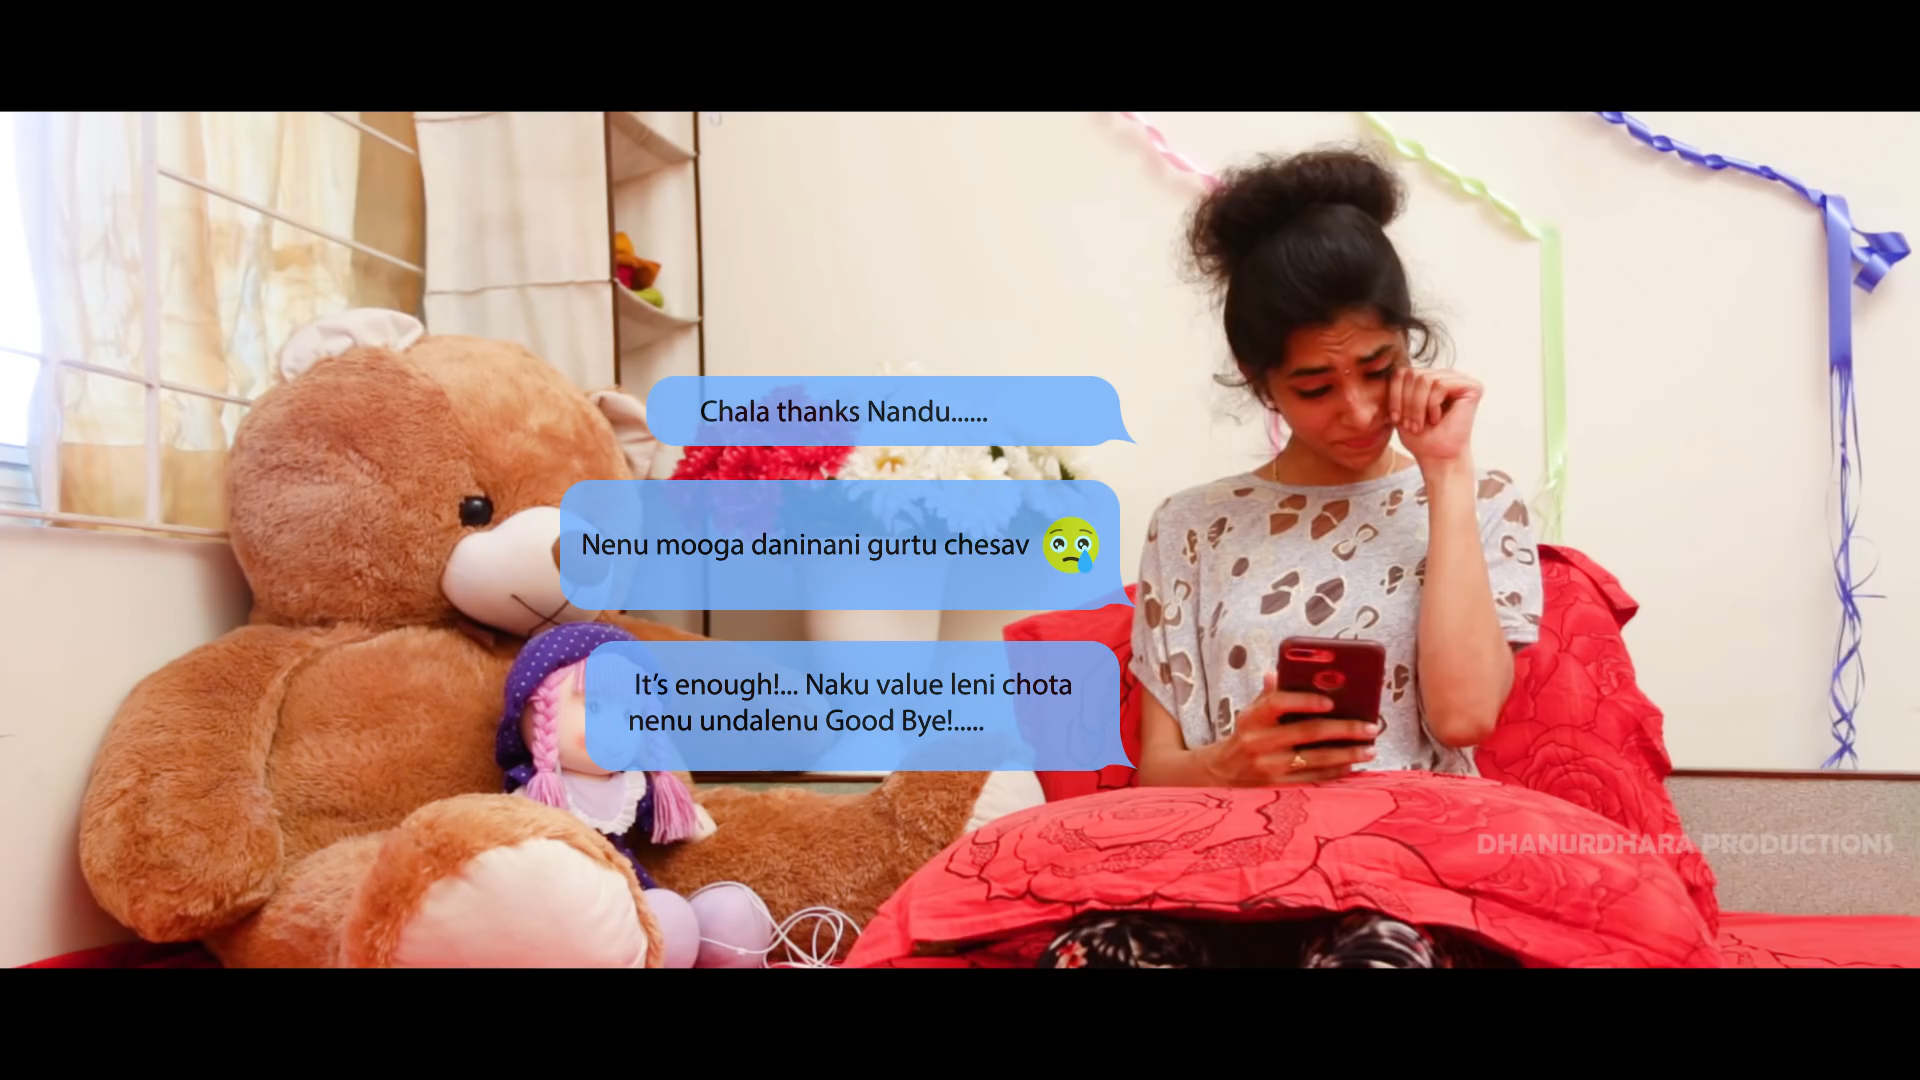 Chala thanks Nandu......
Nenu mooga daninani gurtu chesav
It's enough!... Naku value leni chota
nenu undalenu Good Bye!.....
DHANURDHARA PRODUCTIONS